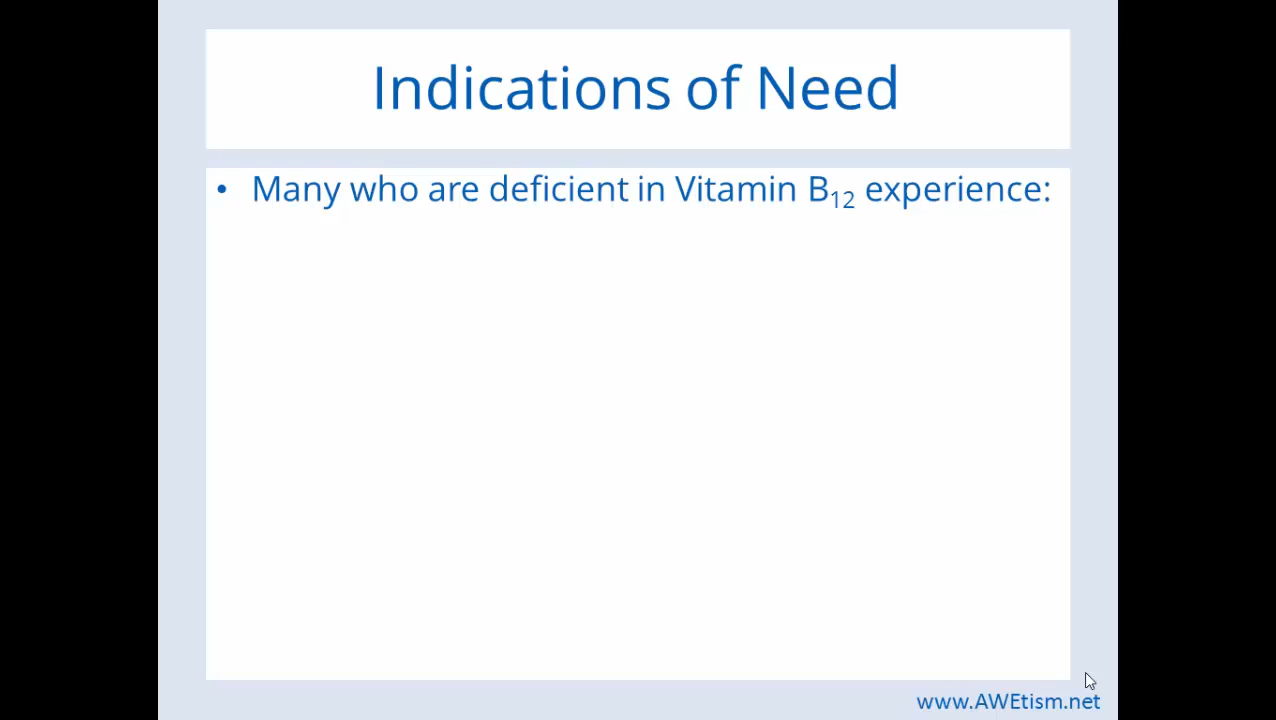 Indications of Need
• Many who are deficient in Vitamin B₁₂ experience:
www.AWEtism.net